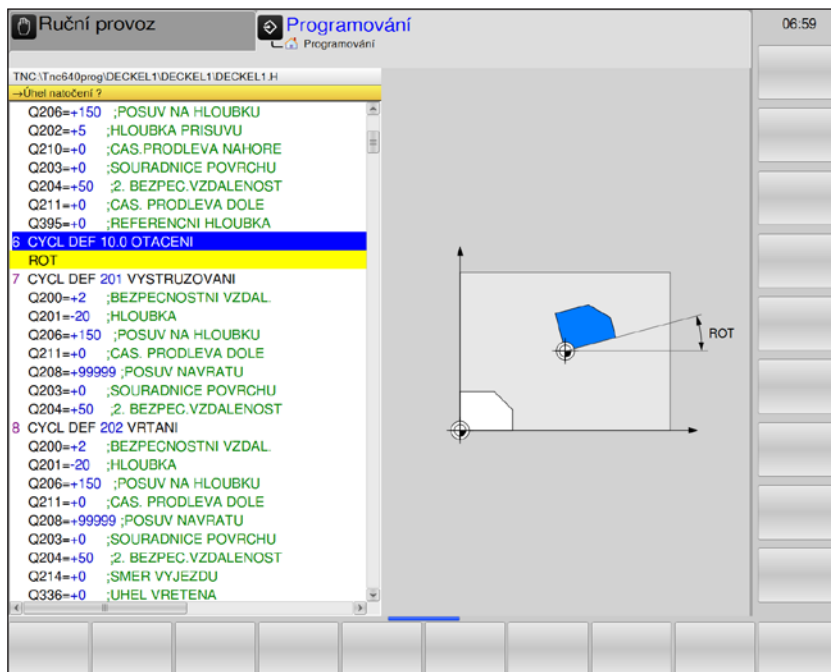 Ruční provoz
Programování
06:59
Programování
TNC:\Tnc640prog\DECKEL1\DECKEL1\DECKEL1.H
→Úhel natočení ?
Q206=+150 ;POSUV NA HLOUBKU
Q202=+5 ;HLOUBKA PRISUVU
Q210=+0 ;CAS.PRODLEVA NAHORE
Q203=+0 ;SOURADNICE POVRCHU
Q204=+50 ;2. BEZPEC.VZDALENOST
Q211=+0 ;CAS. PRODLEVA DOLE
Q395=+0 ;REFERENCNI HLOUBKA
6 CYCL DEF 10.0 OTACENI
ROT
7 CYCL DEF 201 VYSTRUZOVANI
Q200=+2 ;BEZPECNOSTNI VZDAL.
Q201=-20 ;HLOUBKA
Q206=+150 ;POSUV NA HLOUBKU
Q211=+0 ;CAS. PRODLEVA DOLE
Q208=+99999 ;POSUV NAVRATU
Q203=+0 ;SOURADNICE POVRCHU
Q204=+50 ;2. BEZPEC.VZDALENOST
8 CYCL DEF 202 VRTANI
Q200=+2 ;BEZPECNOSTNI VZDAL.
Q201=-20 ;HLOUBKA
Q206=+150 ;POSUV NA HLOUBKU
Q211=+0 ;CAS. PRODLEVA DOLE
Q208=+99999 ;POSUV NAVRATU
Q203=+0 ;SOURADNICE POVRCHU
Q204=+50 ;2. BEZPEC.VZDALENOST
Q214=+0 ;SMER VYJEZDU
Q336=+0 ;UHEL VRETENA
ROT